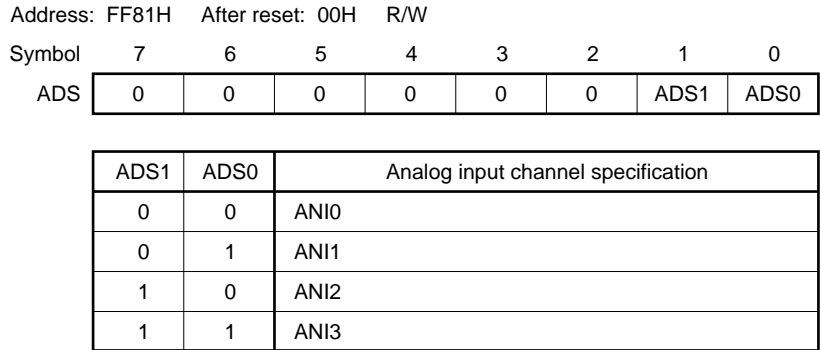 Address: FF81H After reset: 00H R/W
Symbol 7 6 5 4 3 2 1 0
ADS 0 0 0 0 0 0 ADS1 ADS0
ADS1 ADS0 Analog input channel specification
0 0 ANI0
0 1 ANI1
1 0 ANI2
1 1 ANI3